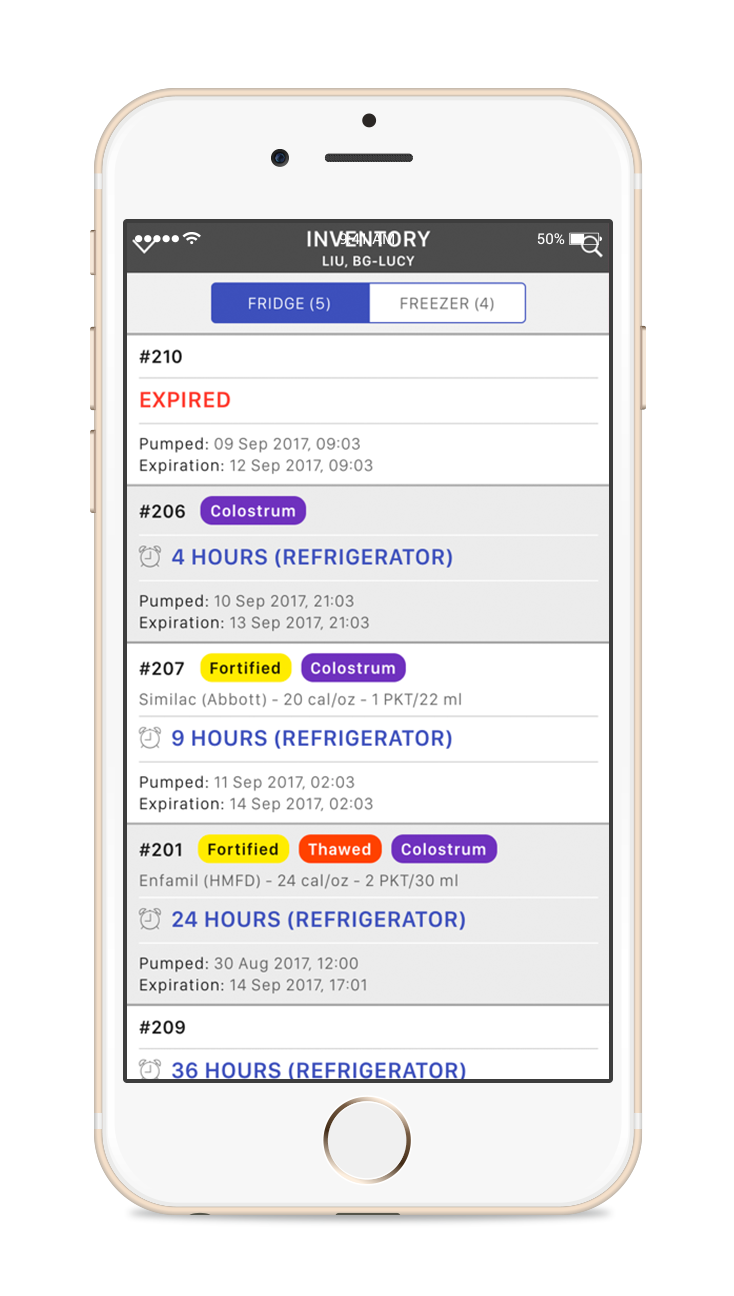 INVENTORY
9:41 AM
50%
LIU, BG-LUCY
FRIDGE (5) FREEZER (4)
#210
EXPIRED
Pumped: 09 Sep 2017, 09:03
Expiration: 12 Sep 2017, 09:03
#206 Colostrum
4 HOURS (REFRIGERATOR)
Pumped: 10 Sep 2017, 21:03
Expiration: 13 Sep 2017, 21:03
#207 Fortified Colostrum
Similac (Abbott) - 20 cal/oz - 1 PKT/22 ml
9 HOURS (REFRIGERATOR)
Pumped: 11 Sep 2017, 02:03
Expiration: 14 Sep 2017, 02:03
#201 Fortified Thawed Colostrum
Enfamil (HMFD) - 24 cal/oz - 2 PKT/30 ml
24 HOURS (REFRIGERATOR)
Pumped: 30 Aug 2017, 12:00
Expiration: 14 Sep 2017, 17:01
#209
36 HOURS (REFRIGERATOR)